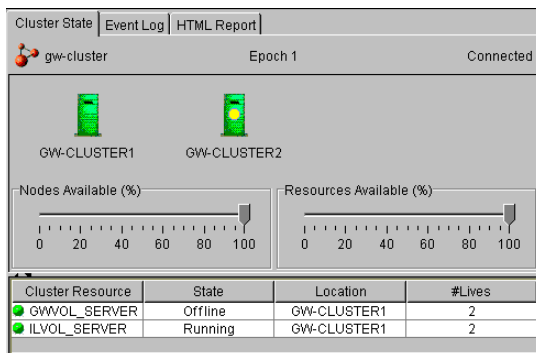 Cluster State Event Log HTML Report
gw-cluster Epoch 1 Connected
GW-CLUSTER1 GW-CLUSTER2
Nodes Available (%) Resources Available (%)
0 20 40 60 80 100 0 20 40 60 80 100
Cluster Resource State Location #Lives
GWVOL_SERVER Offline GW-CLUSTER1 2
ILVOL_SERVER Running GW-CLUSTER1 2